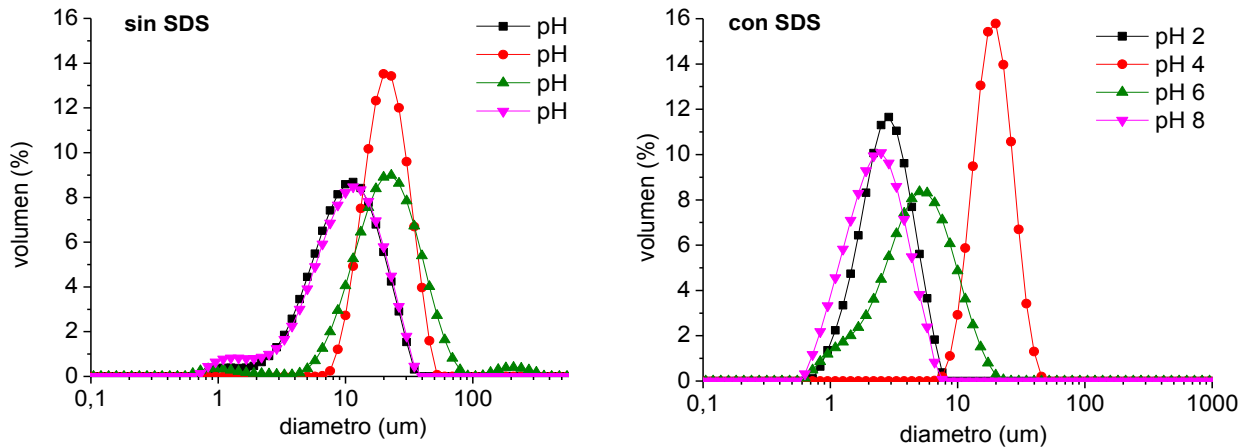 sin SDS
pH
pH
pH
pH
16
14
12
10
8
6
4
2
0
volumen (%)
0,1
1
10
100
diametro (um)
con SDS
pH 2
pH 4
pH 6
pH 8
16
14
12
10
8
6
4
2
0
volumen (%)
0,1
1
10
100
1000
diametro (um)